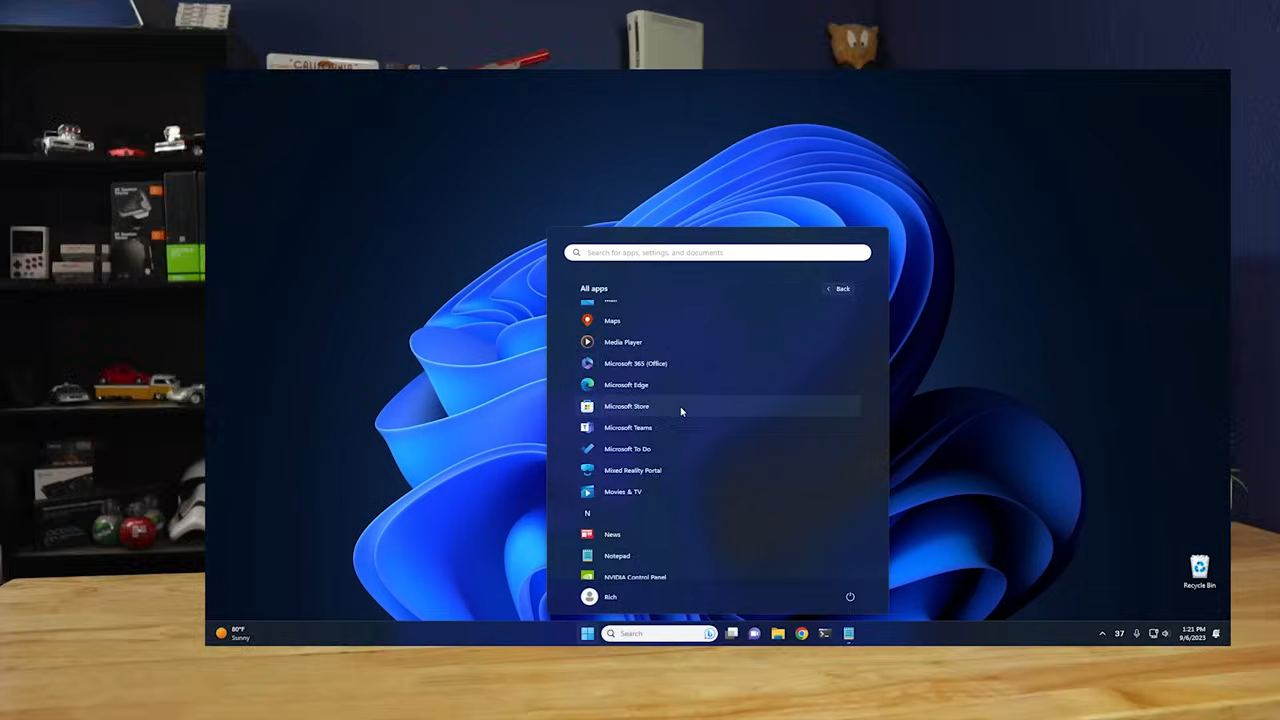 CALIFORNIA
Search for apps, settings, and documents
All apps
Back
Maps
Media Player
Microsoft 365 (Office)
Microsoft Edge
Microsoft Store
Microsoft Teams
Microsoft To Do
Mixed Reality Portal
Movies & TV
N
News
Notepad
NVIDIA Control Panel
Rich
Recycle Bin
80°F
Sunny
Search
37
1:21 PM
9/6/2023